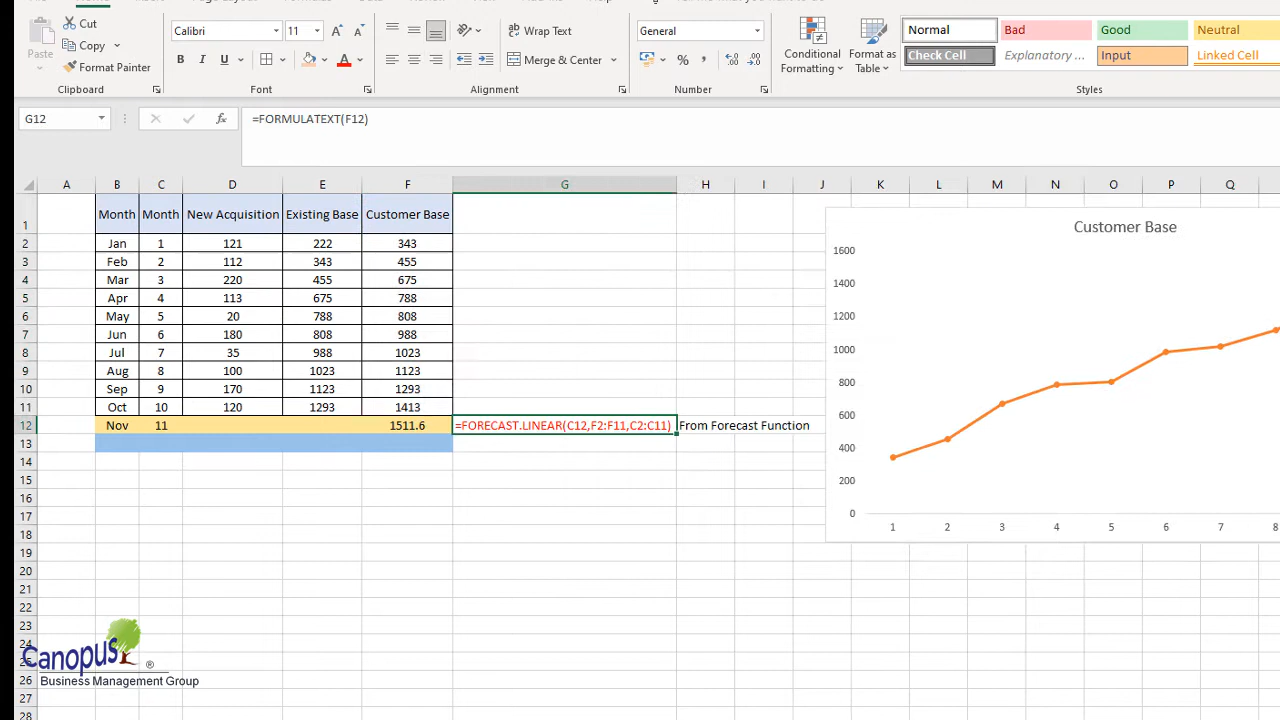 Cut
Copy
Format Painter
Paste
Clipboard
Calibri 11
B I U
Font
Wrap Text
Merge & Center
Alignment
General
%
Number
Conditional
Formatting
Format as
Table
Normal Bad Good Neutral
Check Cell Explanatory ... Input Linked Cell
Styles
G12 fx =FORMULATEXT(F12)
A B C D E F G H I J K L M N O P Q
1 Month Month New Acquisition Existing Base Customer Base
2 Jan 1 121 222 343
3 Feb 2 112 343 455
4 Mar 3 220 455 675
5 Apr 4 113 675 788
6 May 5 20 788 808
7 Jun 6 180 808 988
8 Jul 7 35 988 1023
9 Aug 8 100 1023 1123
10 Sep 9 170 1123 1293
11 Oct 10 120 1293 1413
12 Nov 11 1511.6 =FORECAST.LINEAR(C12,F2:F11,C2:C11) From Forecast Function
13
14
15
16
17
18
19
20
21
22
23
24
25
26
27
28
Customer Base
1600
1400
1200
1000
800
600
400
200
0
1 2 3 4 5 6 7 8
Canopus ®
Business Management Group